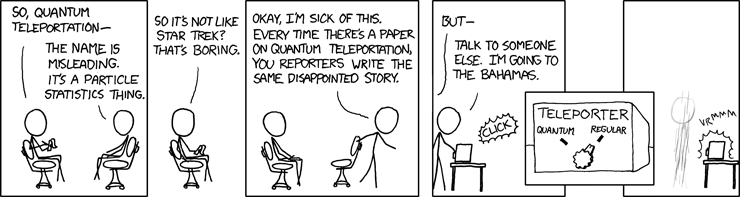 SO, QUANTUM
TELEPORTATION—
THE NAME IS
MISLEADING.
IT'S A PARTICLE
STATISTICS THING.
SO IT'S NOT LIKE
STAR TREK?
THAT'S BORING.
OKAY, I'M SICK OF THIS.
EVERY TIME THERE'S A PAPER
ON QUANTUM TELEPORTATION,
YOU REPORTERS WRITE THE
SAME DISAPPOINTED STORY.
BUT—
TALK TO SOMEONE
ELSE. I'M GOING TO
THE BAHAMAS.
CLICK
TELEPORTER
QUANTUM REGULAR
VRMMM